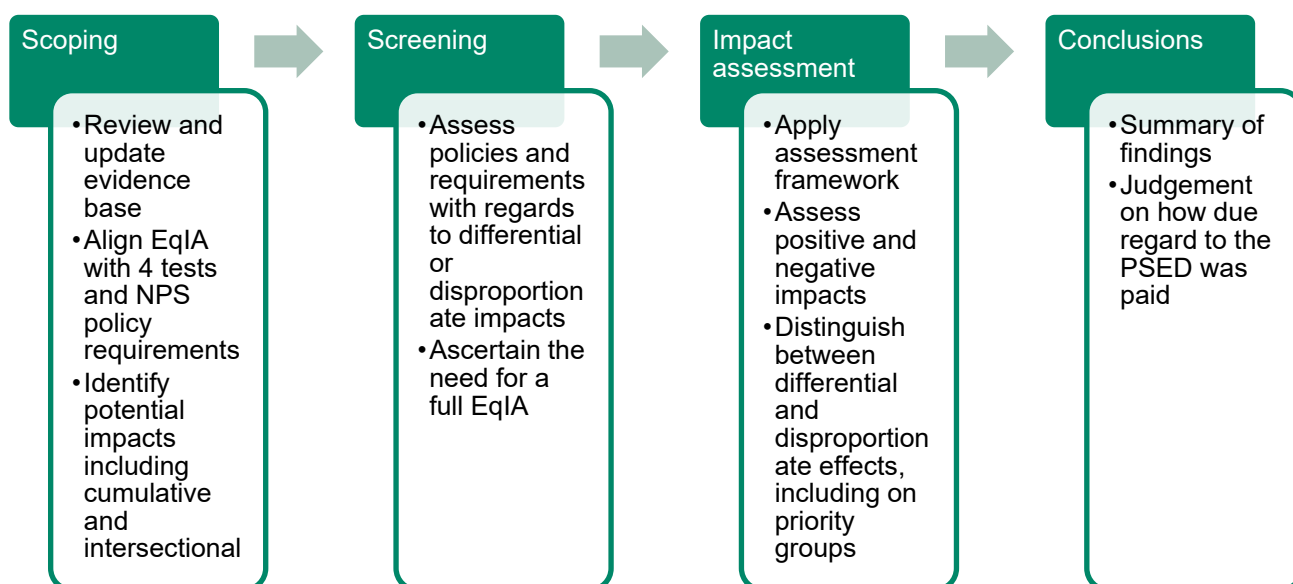 Scoping
•Review and
update
evidence
base
•Align EqIA
with 4 tests
and NPS
policy
requirements
•Identify
potential
impacts
including
cumulative
and
intersectional
Screening
•Assess
policies and
requirements
with regards
to differential
or
disproportion
ate impacts
•Ascertain the
need for a
full EqIA
Impact
assessment
•Apply
assessment
framework
•Assess
positive and
negative
impacts
•Distinguish
between
differential
and
disproportion
ate effects,
including on
priority
groups
Conclusions
•Summary of
findings
•Judgement
on how due
regard to the
PSED was
paid